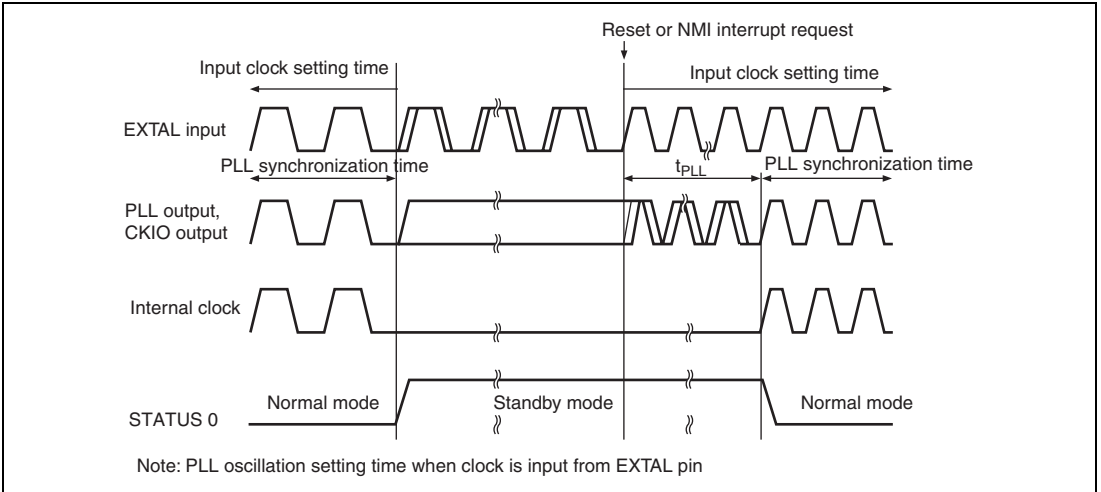 Reset or NMI interrupt request
Input clock setting time
Input clock setting time
EXTAL input
PLL synchronization time
tPLL
PLL synchronization time
PLL output,
CKIO output
Internal clock
Normal mode
Standby mode
Normal mode
STATUS 0
Note: PLL oscillation setting time when clock is input from EXTAL pin